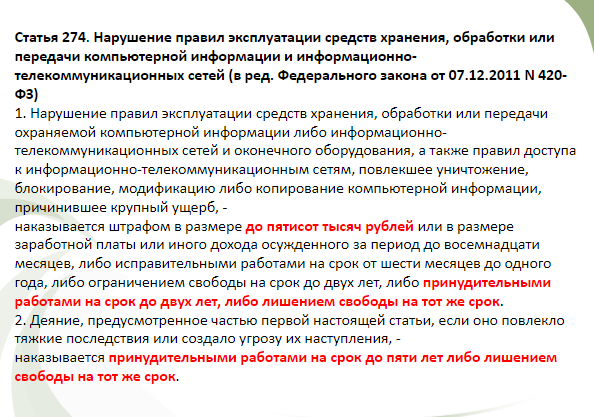 Статья 274. Нарушение правил эксплуатации средств хранения, обработки или
передачи компьютерной информации и информационно-
телекоммуникационных сетей (в ред. Федерального закона от 07.12.2011 N 420-
ФЗ)
1. Нарушение правил эксплуатации средств хранения, обработки или передачи
охраняемой компьютерной информации либо информационно-
телекоммуникационных сетей и оконечного оборудования, а также правил доступа
к информационно-телекоммуникационным сетям, повлекшее уничтожение,
блокирование, модификацию либо копирование компьютерной информации,
причинившее крупный ущерб, -
наказывается штрафом в размере до пятисот тысяч рублей или в размере
заработной платы или иного дохода осужденного за период до восемнадцати
месяцев, либо исправительными работами на срок от шести месяцев до одного
года, либо ограничением свободы на срок до двух лет, либо принудительными
работами на срок до двух лет, либо лишением свободы на тот же срок.
2. Деяние, предусмотренное частью первой настоящей статьи, если оно повлекло
тяжкие последствия или создало угрозу их наступления, -
наказывается принудительными работами на срок до пяти лет либо лишением
свободы на тот же срок.